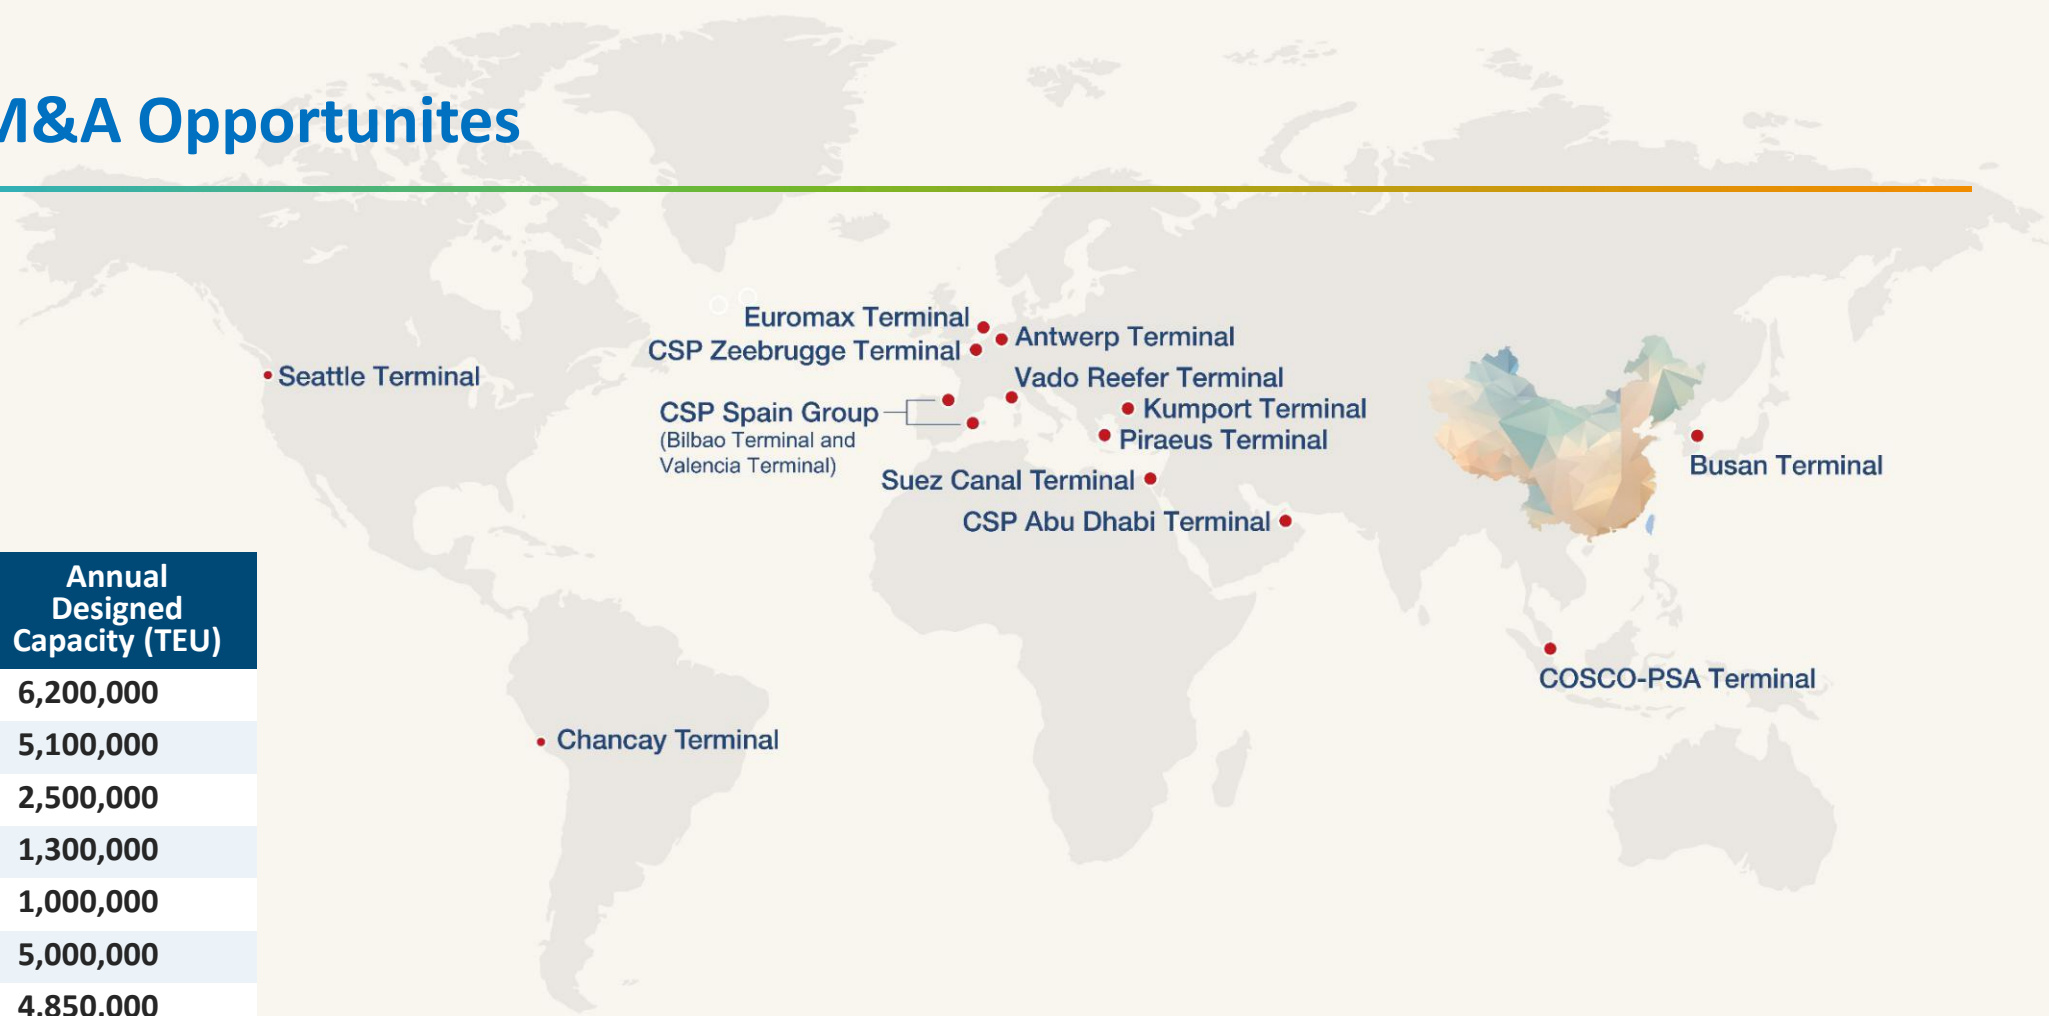 M&A Opportunites
Euromax Terminal
Antwerp Terminal
CSP Zeebrugge Terminal
Seattle Terminal
Vado Reefer Terminal
CSP Spain Group
(Bilbao Terminal and
Valencia Terminal)
Kumport Terminal
Piraeus Terminal
Busan Terminal
Suez Canal Terminal
CSP Abu Dhabi Terminal
COSCO-PSA Terminal
Chancay Terminal
Annual
Designed
Capacity (TEU)
6,200,000
5,100,000
2,500,000
1,300,000
1,000,000
5,000,000
4,850,000